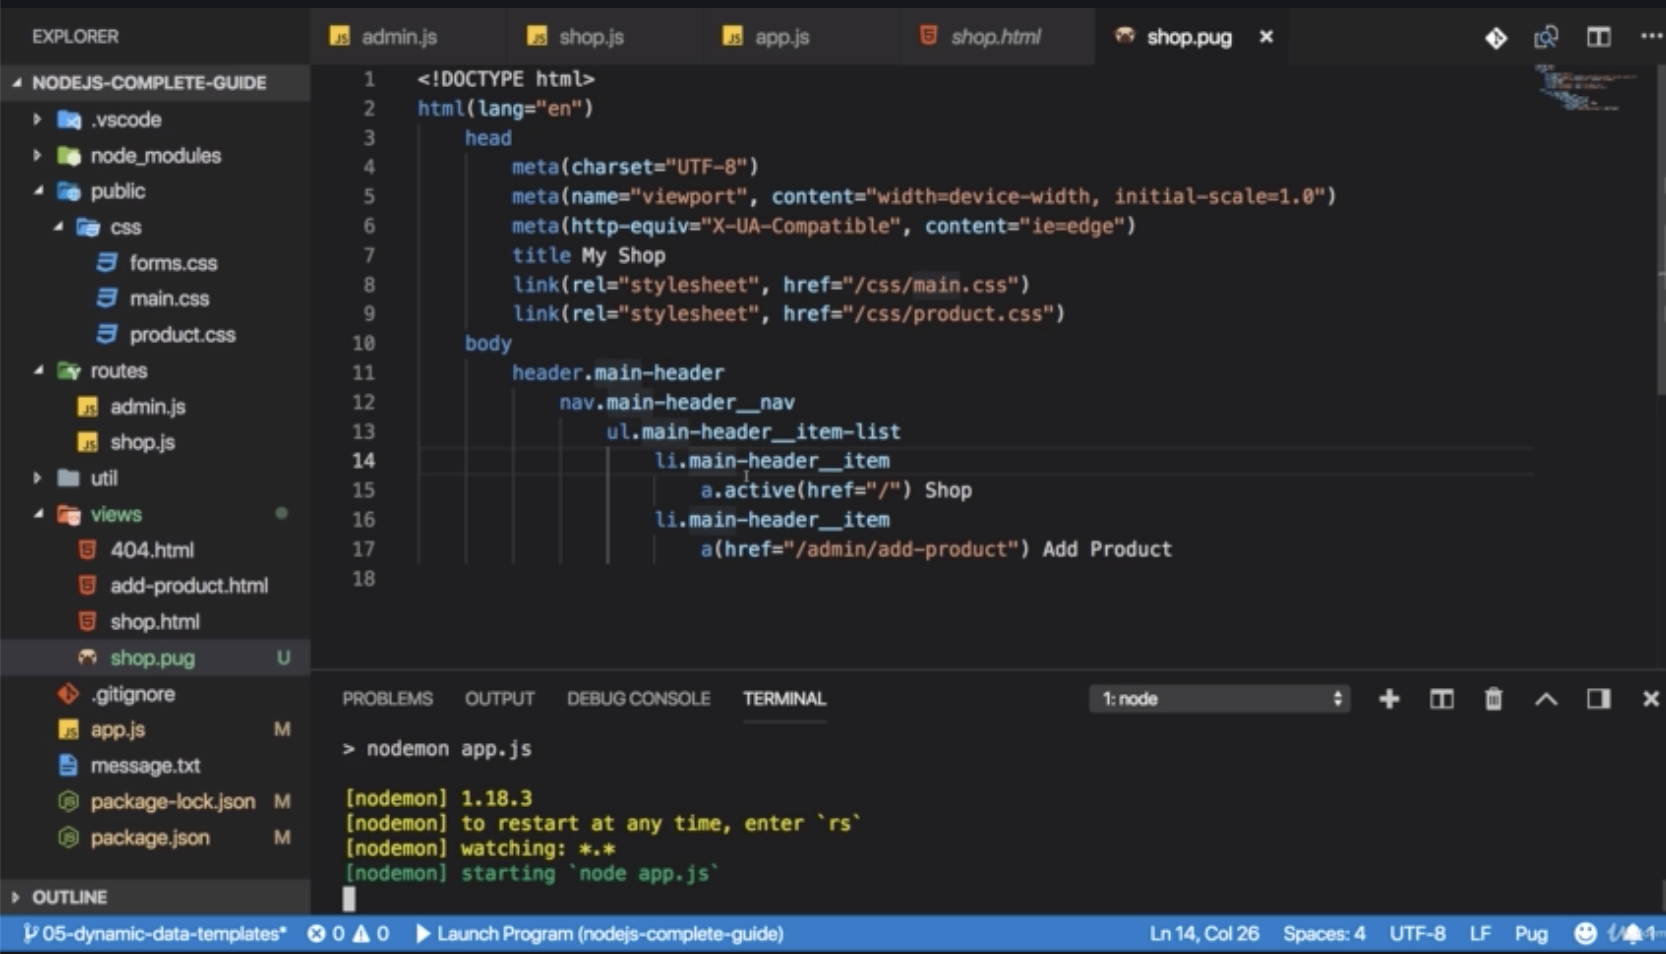 EXPLORER
admin.js
shop.js
app.js
shop.html
shop.pug
NODEJS-COMPLETE-GUIDE
.vscode
node_modules
public
css
forms.css
main.css
product.css
routes
admin.js
shop.js
util
views
404.html
add-product.html
shop.html
shop.pug U
.gitignore
app.js M
message.txt
package-lock.json M
package.json M
OUTLINE
1 <!DOCTYPE html>
2 html(lang="en")
3 head
4 meta(charset="UTF-8")
5 meta(name="viewport", content="width=device-width, initial-scale=1.0")
6 meta(http-equiv="X-UA-Compatible", content="ie=edge")
7 title My Shop
8 link(rel="stylesheet", href="/css/main.css")
9 link(rel="stylesheet", href="/css/product.css")
10 body
11 header.main-header
12 nav.main-header__nav
13 ul.main-header__item-list
14 li.main-header__item
15 a.active(href="/") Shop
16 li.main-header__item
17 a(href="/admin/add-product") Add Product
18
PROBLEMS OUTPUT DEBUG CONSOLE TERMINAL 1: node
> nodemon app.js
[nodemon] 1.18.3
[nodemon] to restart at any time, enter `rs`
[nodemon] watching: *.*
[nodemon] starting `node app.js`
05-dynamic-data-templates* 0 0 Launch Program (nodejs-complete-guide) Ln 14, Col 26 Spaces: 4 UTF-8 LF Pug 1